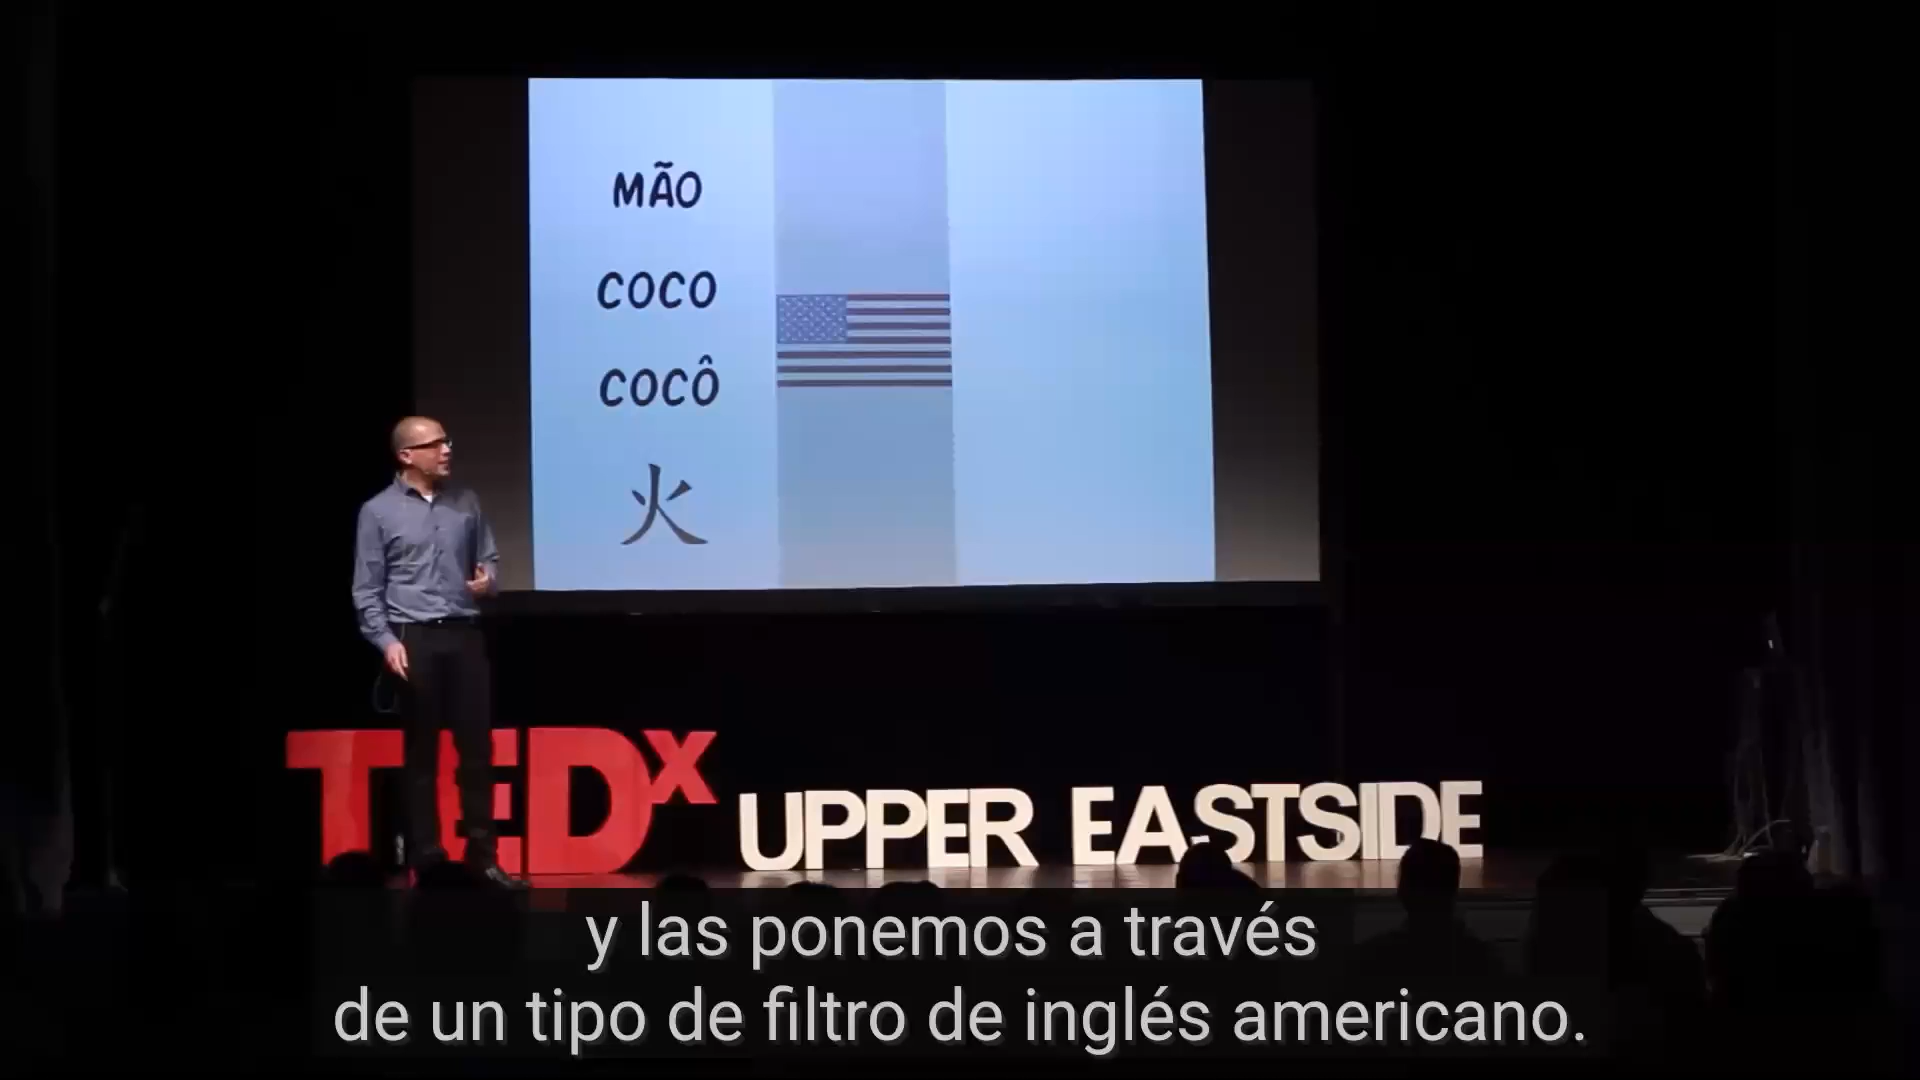 MÃO
COCO
COCÔ
火
TEDx UPPER EASTSIDE
y las ponemos a través
de un tipo de filtro de inglés americano.